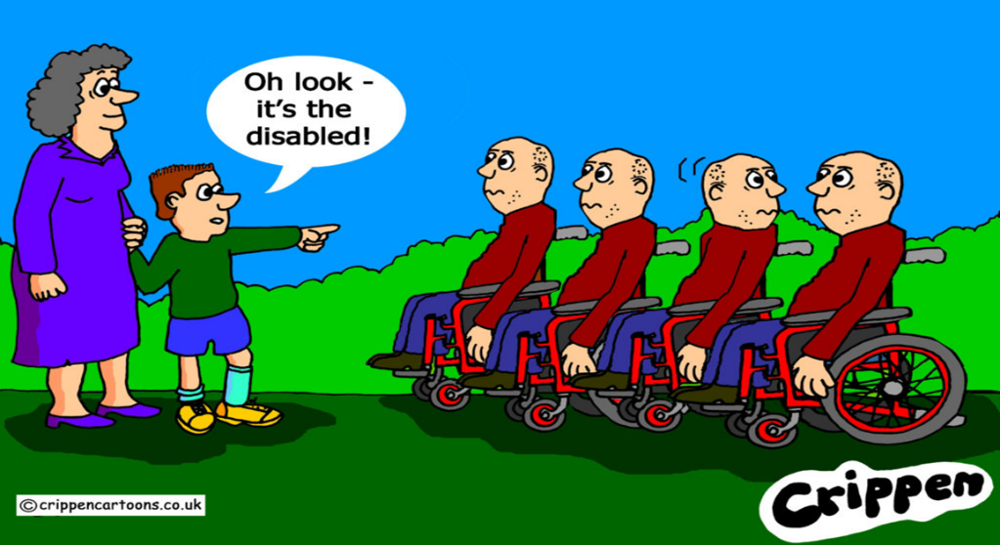 Oh look -
it's the
disabled!
©crippencartoons.co.uk
Crippen